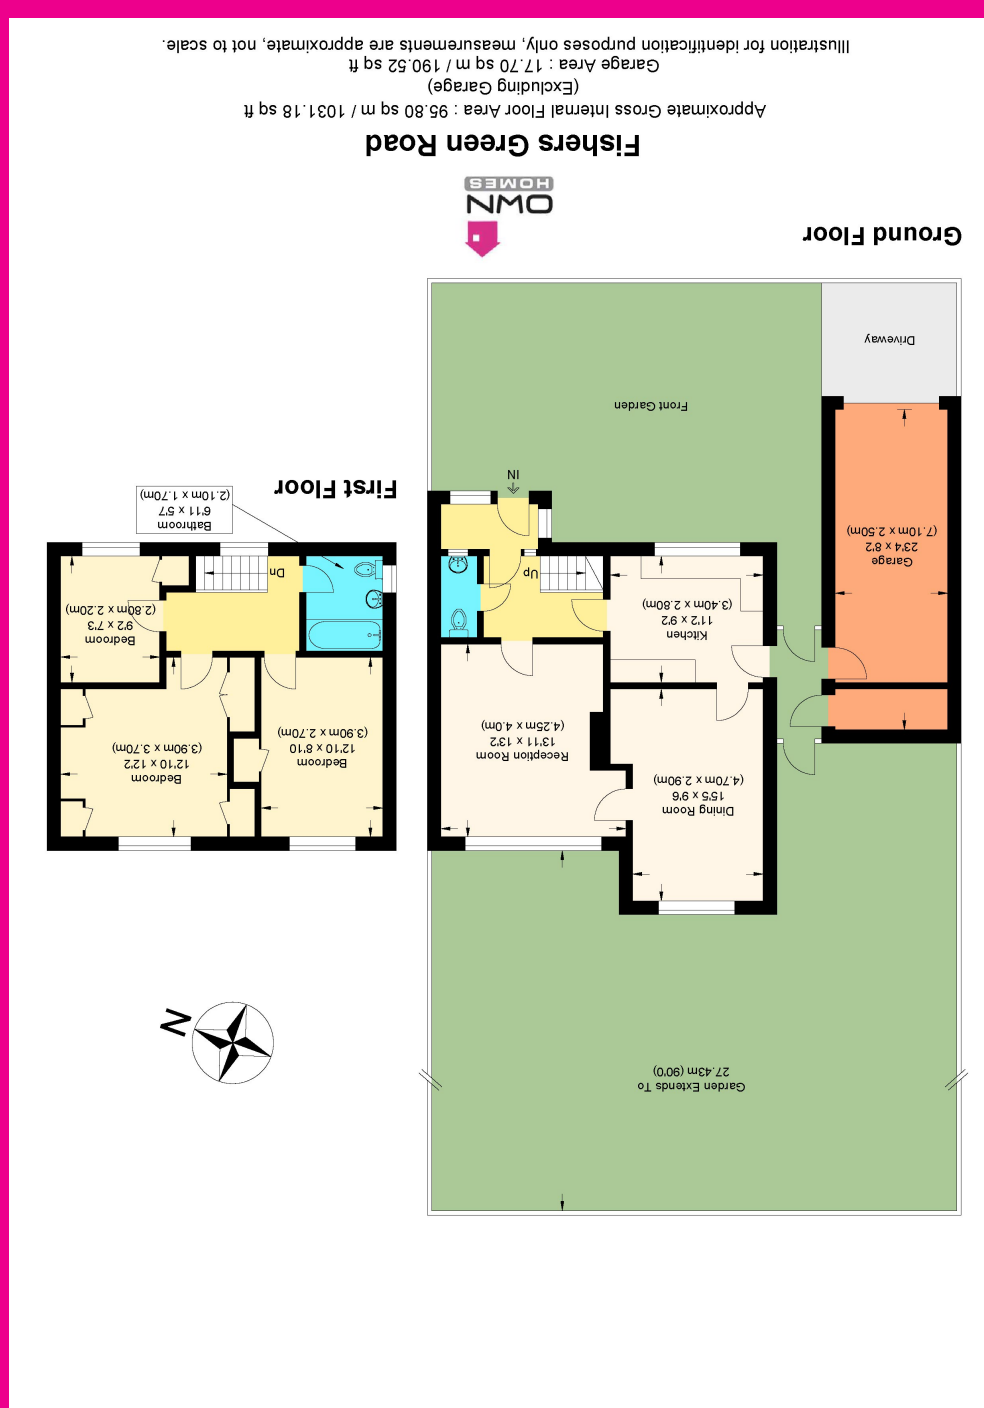 Garden Extends To
27.43m (90'0)
N
Dining Room
15'5 x 9'6
(4.70m x 2.90m)
Reception Room
13'11 x 13'2
(4.25m x 4.0m)
Kitchen
11'2 x 9'2
(3.40m x 2.80m)
Up
Garage
23'4 x 8'2
(7.10m x 2.50m)
IN
Front Garden
Driveway
Ground Floor
Bedroom
12'10 x 8'10
(3.90m x 2.70m)
Bedroom
12'10 x 12'2
(3.90m x 3.70m)
Bedroom
9'2 x 7'3
(2.80m x 2.20m)
Dn
Bathroom
6'11 x 5'7
(2.10m x 1.70m)
First Floor
OWN
HOMES
Fishers Green Road
Approximate Gross Internal Floor Area : 95.80 sq m / 1031.18 sq ft
(Excluding Garage)
Garage Area : 17.70 sq m / 190.52 sq ft
Illustration for identification purposes only, measurements are approximate, not to scale.